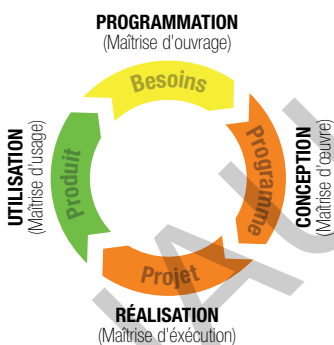 PROGRAMMATION
(Maîtrise d'ouvrage)
Besoins
Programme
CONCEPTION
(Maîtrise d'œuvre)
UTILISATION
(Maîtrise d'usage)
Produit
Projet
RÉALISATION
(Maîtrise d'éxécution)